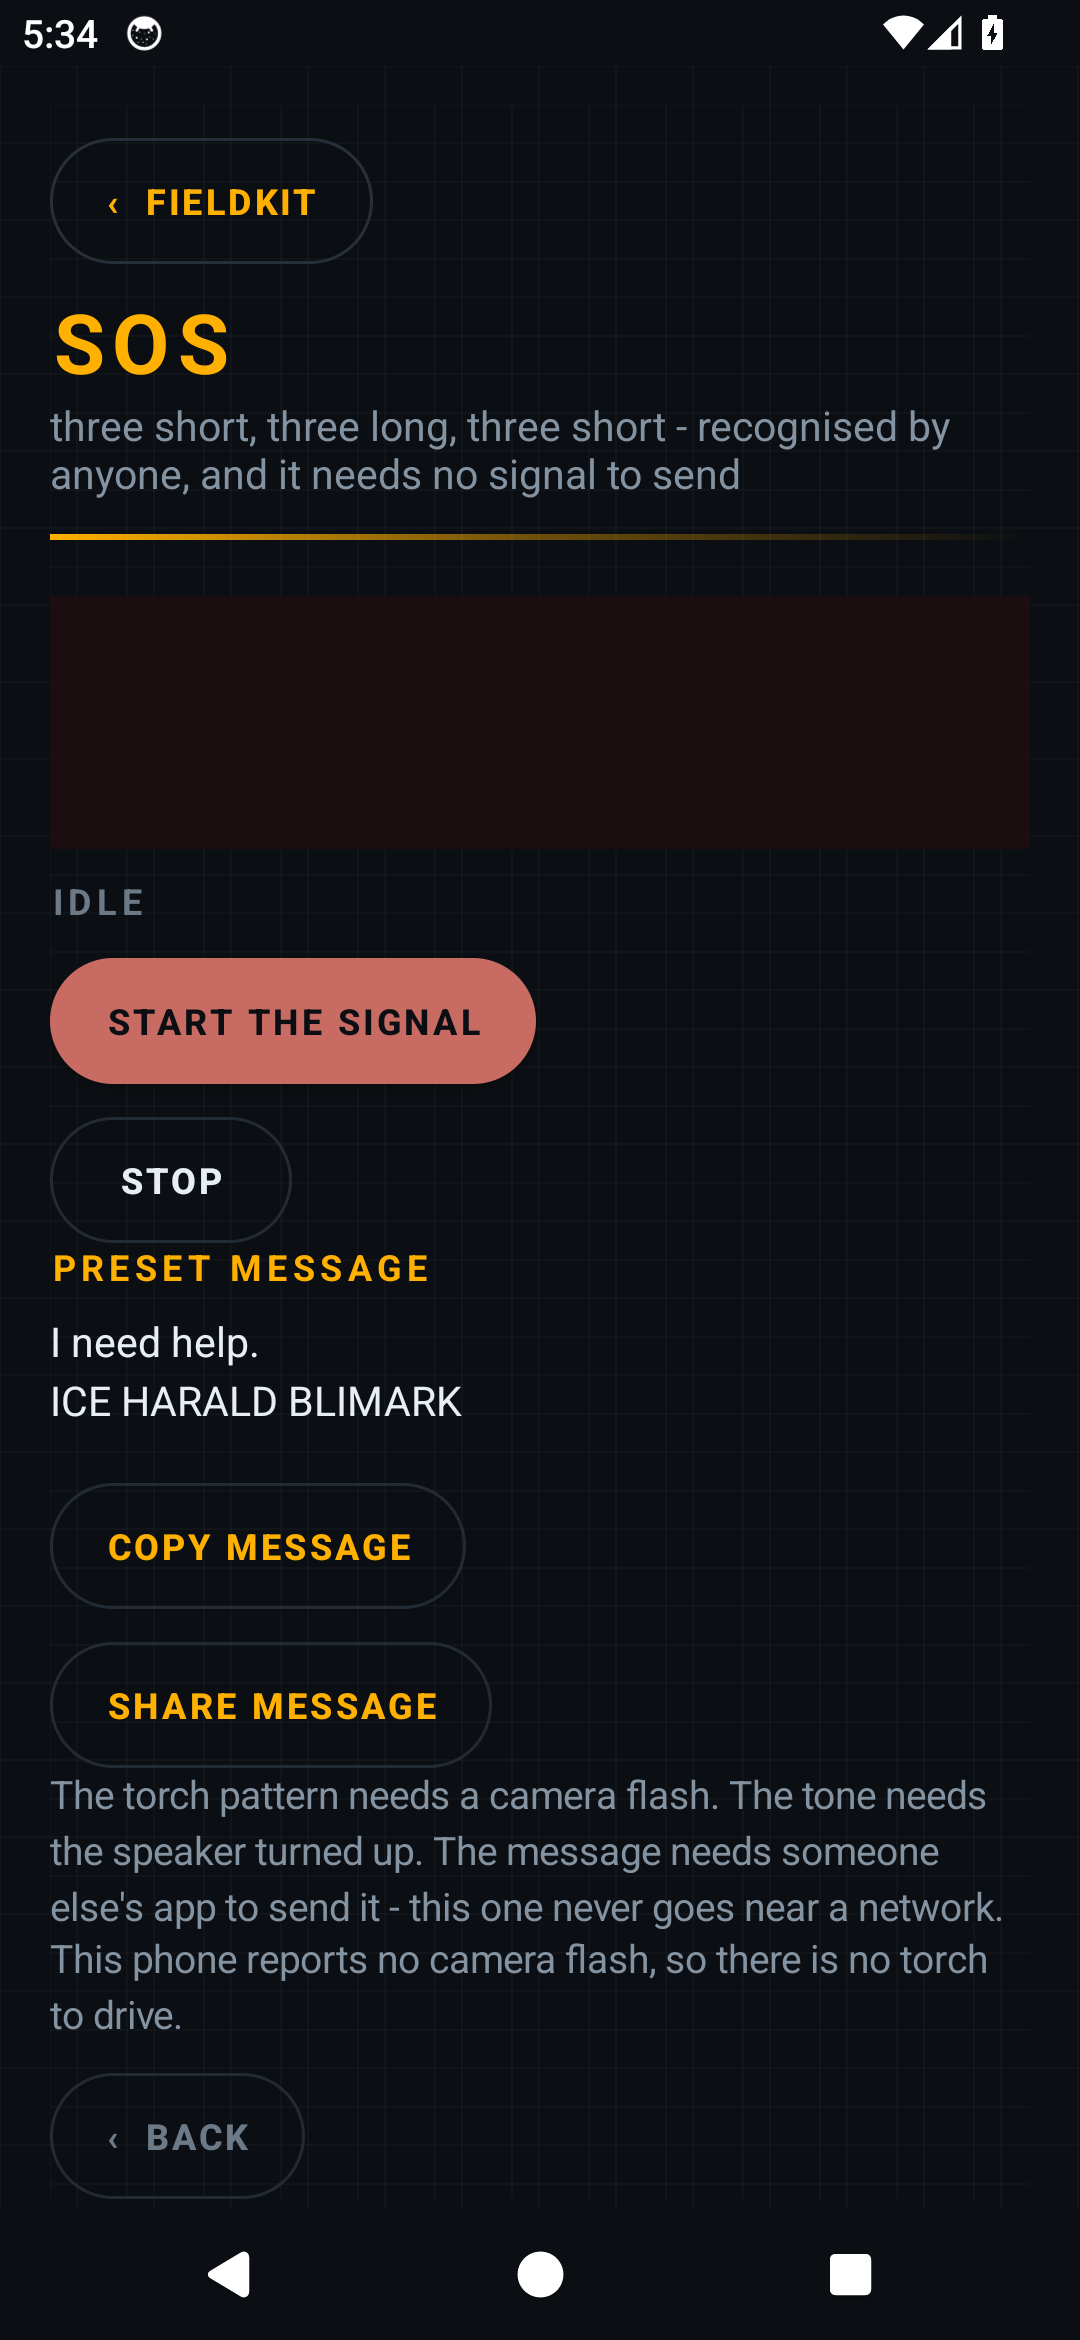 5:34
‹ FIELDKIT
SOS
three short, three long, three short - recognised by
anyone, and it needs no signal to send
IDLE
START THE SIGNAL
STOP
PRESET MESSAGE
I need help.
ICE HARALD BLIMARK
COPY MESSAGE
SHARE MESSAGE
The torch pattern needs a camera flash. The tone needs
the speaker turned up. The message needs someone
else's app to send it - this one never goes near a network.
This phone reports no camera flash, so there is no torch
to drive.
‹ BACK